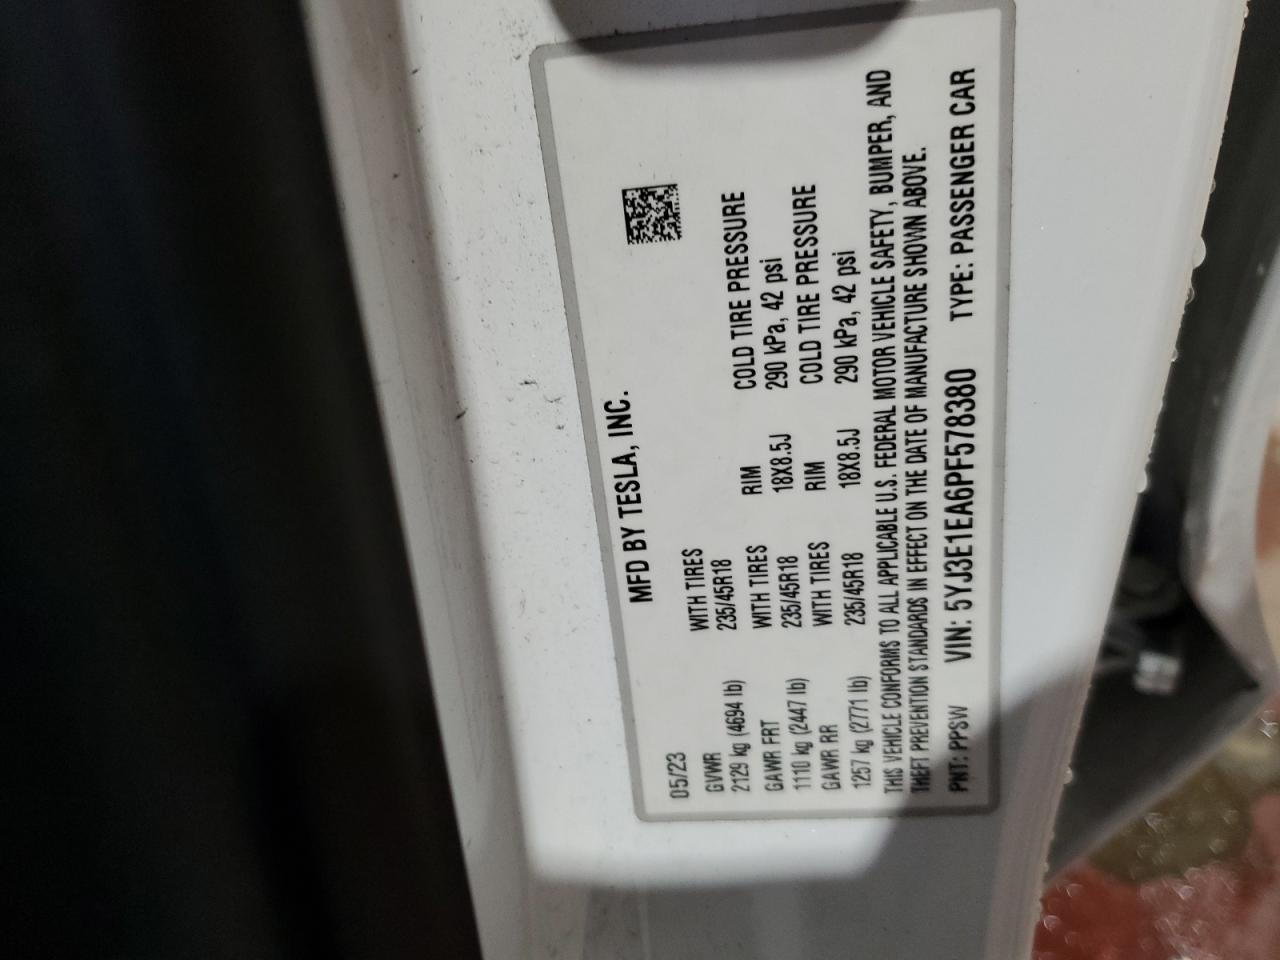 MFD BY TESLA, INC.
05/23
GVWR WITH TIRES
2129 kg (4694 lb) 235/45R18
GAWR FRT WITH TIRES RIM COLD TIRE PRESSURE
1110 kg (2447 lb) 235/45R18 18X8.5J 290 kPa, 42 psi
GAWR RR WITH TIRES RIM COLD TIRE PRESSURE
1257 kg (2771 lb) 235/45R18 18X8.5J 290 kPa, 42 psi
THIS VEHICLE CONFORMS TO ALL APPLICABLE U.S. FEDERAL MOTOR VEHICLE SAFETY, BUMPER, AND
THEFT PREVENTION STANDARDS IN EFFECT ON THE DATE OF MANUFACTURE SHOWN ABOVE.
PNT: PPSW VIN: 5YJ3E1EA6PF578380 TYPE: PASSENGER CAR